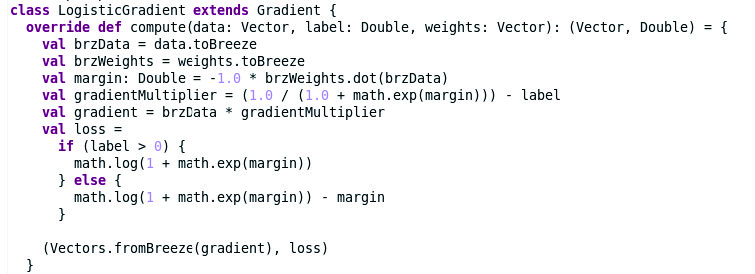 class LogisticGradient extends Gradient {
  override def compute(data: Vector, label: Double, weights: Vector): (Vector, Double) = {
    val brzData = data.toBreeze
    val brzWeights = weights.toBreeze
    val margin: Double = -1.0 * brzWeights.dot(brzData)
    val gradientMultiplier = (1.0 / (1.0 + math.exp(margin))) - label
    val gradient = brzData * gradientMultiplier
    val loss =
      if (label > 0) {
        math.log(1 + math.exp(margin))
      } else {
        math.log(1 + math.exp(margin)) - margin
      }
    (Vectors.fromBreeze(gradient), loss)
  }